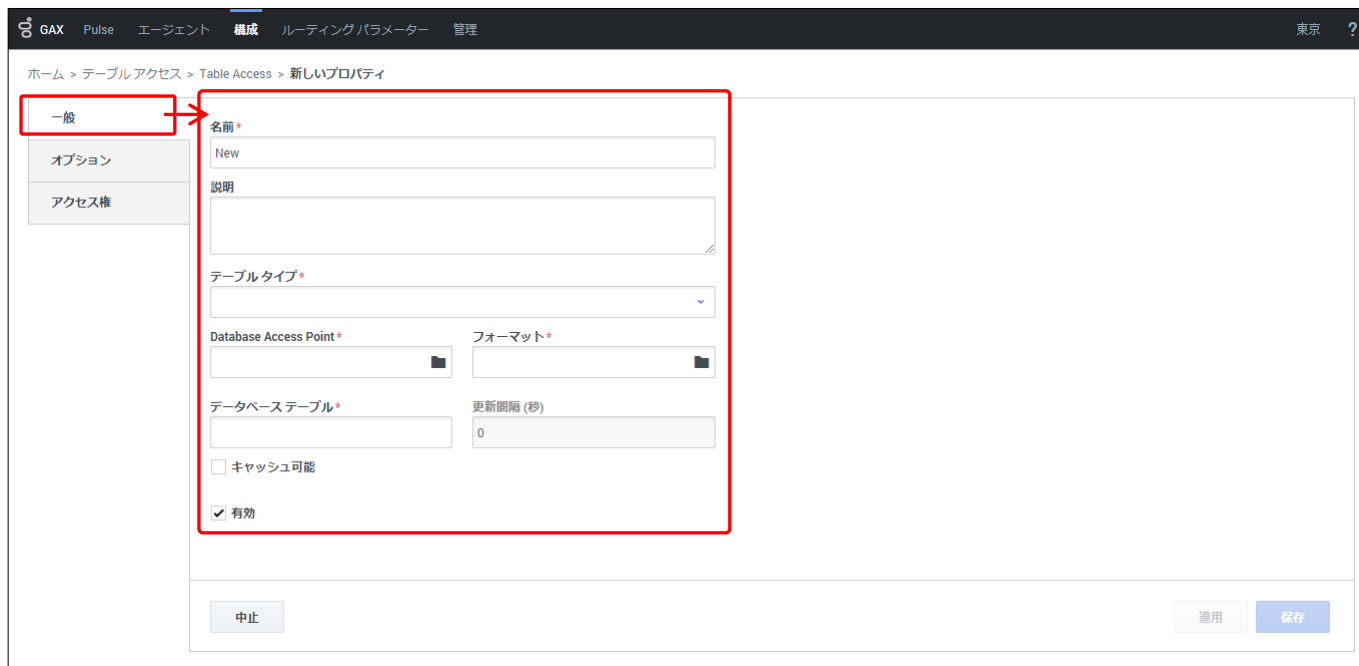 GAX Pulse エージェント 構成 ルーティング パラメーター 管理 東京 ?
ホーム > テーブル アクセス > Table Access > 新しいプロパティ
一般
オプション
アクセス権
名前*
New
説明
テーブル タイプ*
Database Access Point* フォーマット*
データベース テーブル* 更新間隔 (秒)
0
キャッシュ可能
有効
中止 適用 保存